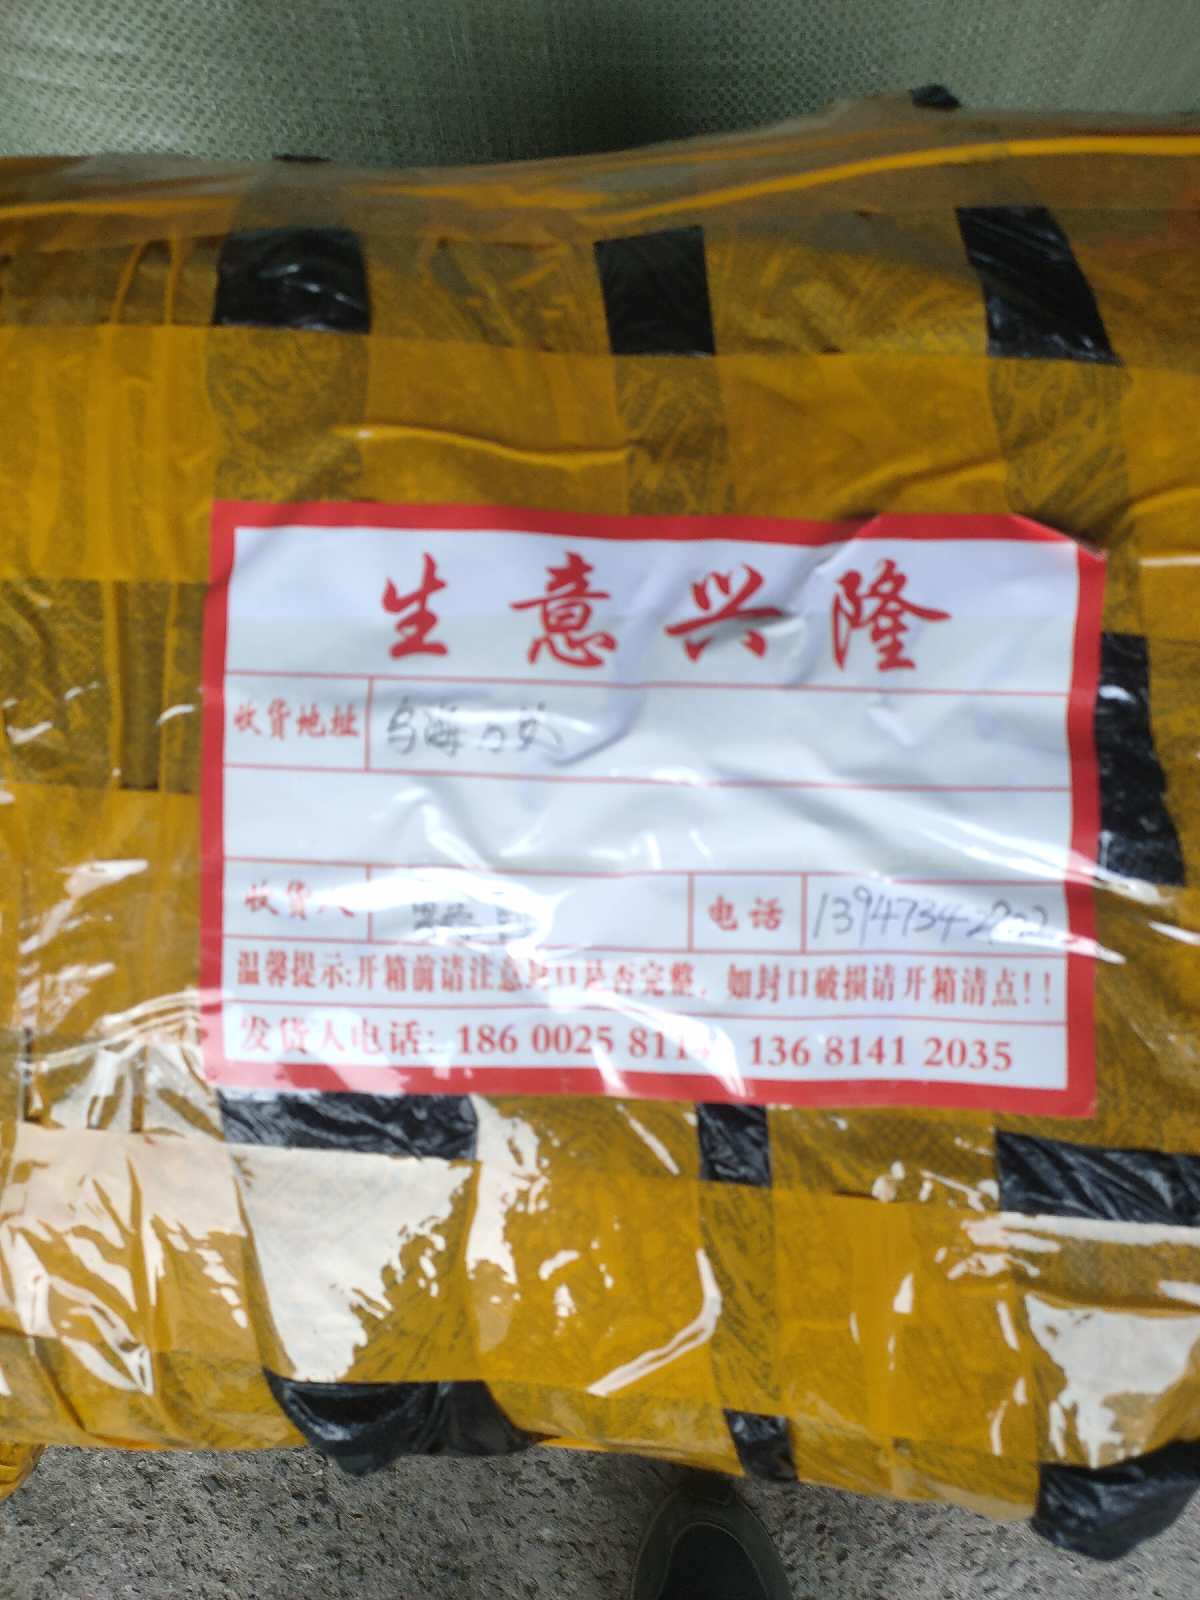 生意兴隆
收货地址 乌海
收货人 电话
温馨提示:开箱前请注意封口是否完整,如封口破损请开箱清点!!
发货人电话: 186 0025 811 136 8141 2035